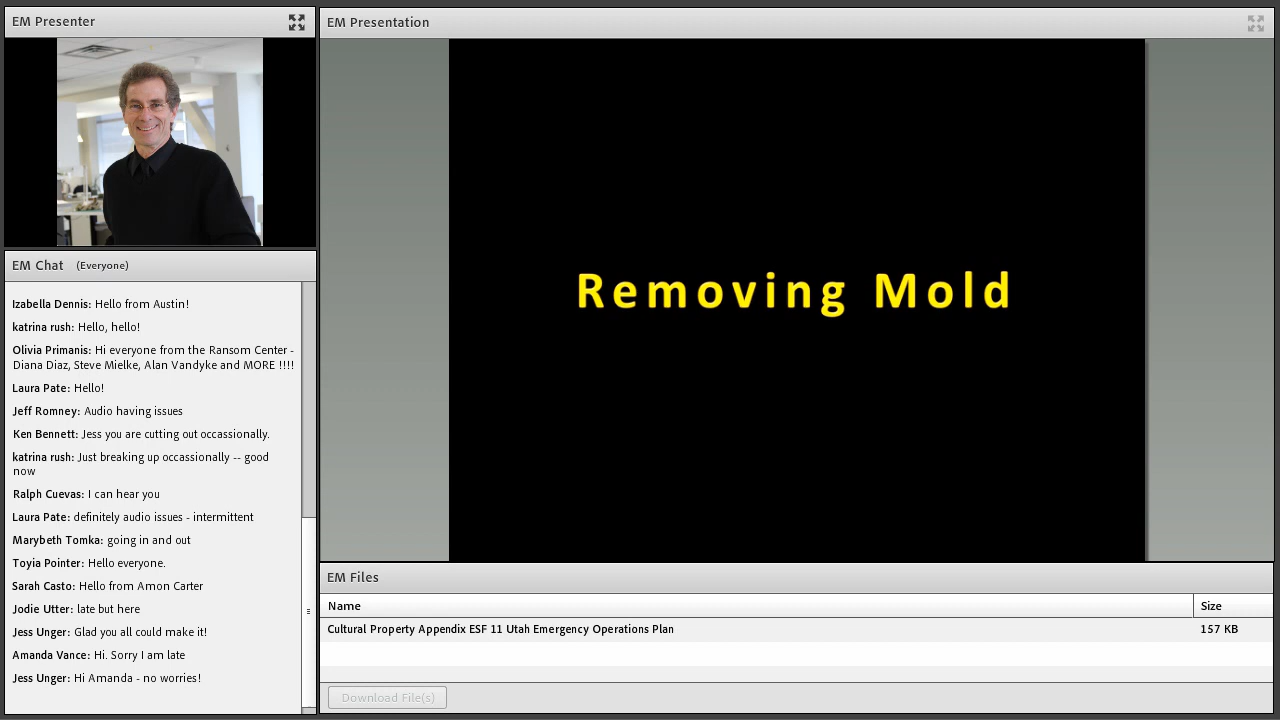 EM Presenter
EM Presentation
Removing Mold
EM Chat (Everyone)
Izabella Dennis: Hello from Austin!
katrina rush: Hello, hello!
Olivia Primanis: Hi everyone from the Ransom Center -
Diana Diaz, Steve Mielke, Alan Vandyke and MORE !!!!
Laura Pate: Hello!
Jeff Romney: Audio having issues
Ken Bennett: Jess you are cutting out occassionally.
katrina rush: Just breaking up occassionally -- good
now
Ralph Cuevas: I can hear you
Laura Pate: definitely audio issues - intermittent
Marybeth Tomka: going in and out
Toyia Pointer: Hello everyone.
Sarah Casto: Hello from Amon Carter
Jodie Utter: late but here
Jess Unger: Glad you all could make it!
Amanda Vance: Hi. Sorry I am late
Jess Unger: Hi Amanda - no worries!
EM Files
Name Size
Cultural Property Appendix ESF 11 Utah Emergency Operations Plan 157 KB
Download File(s)